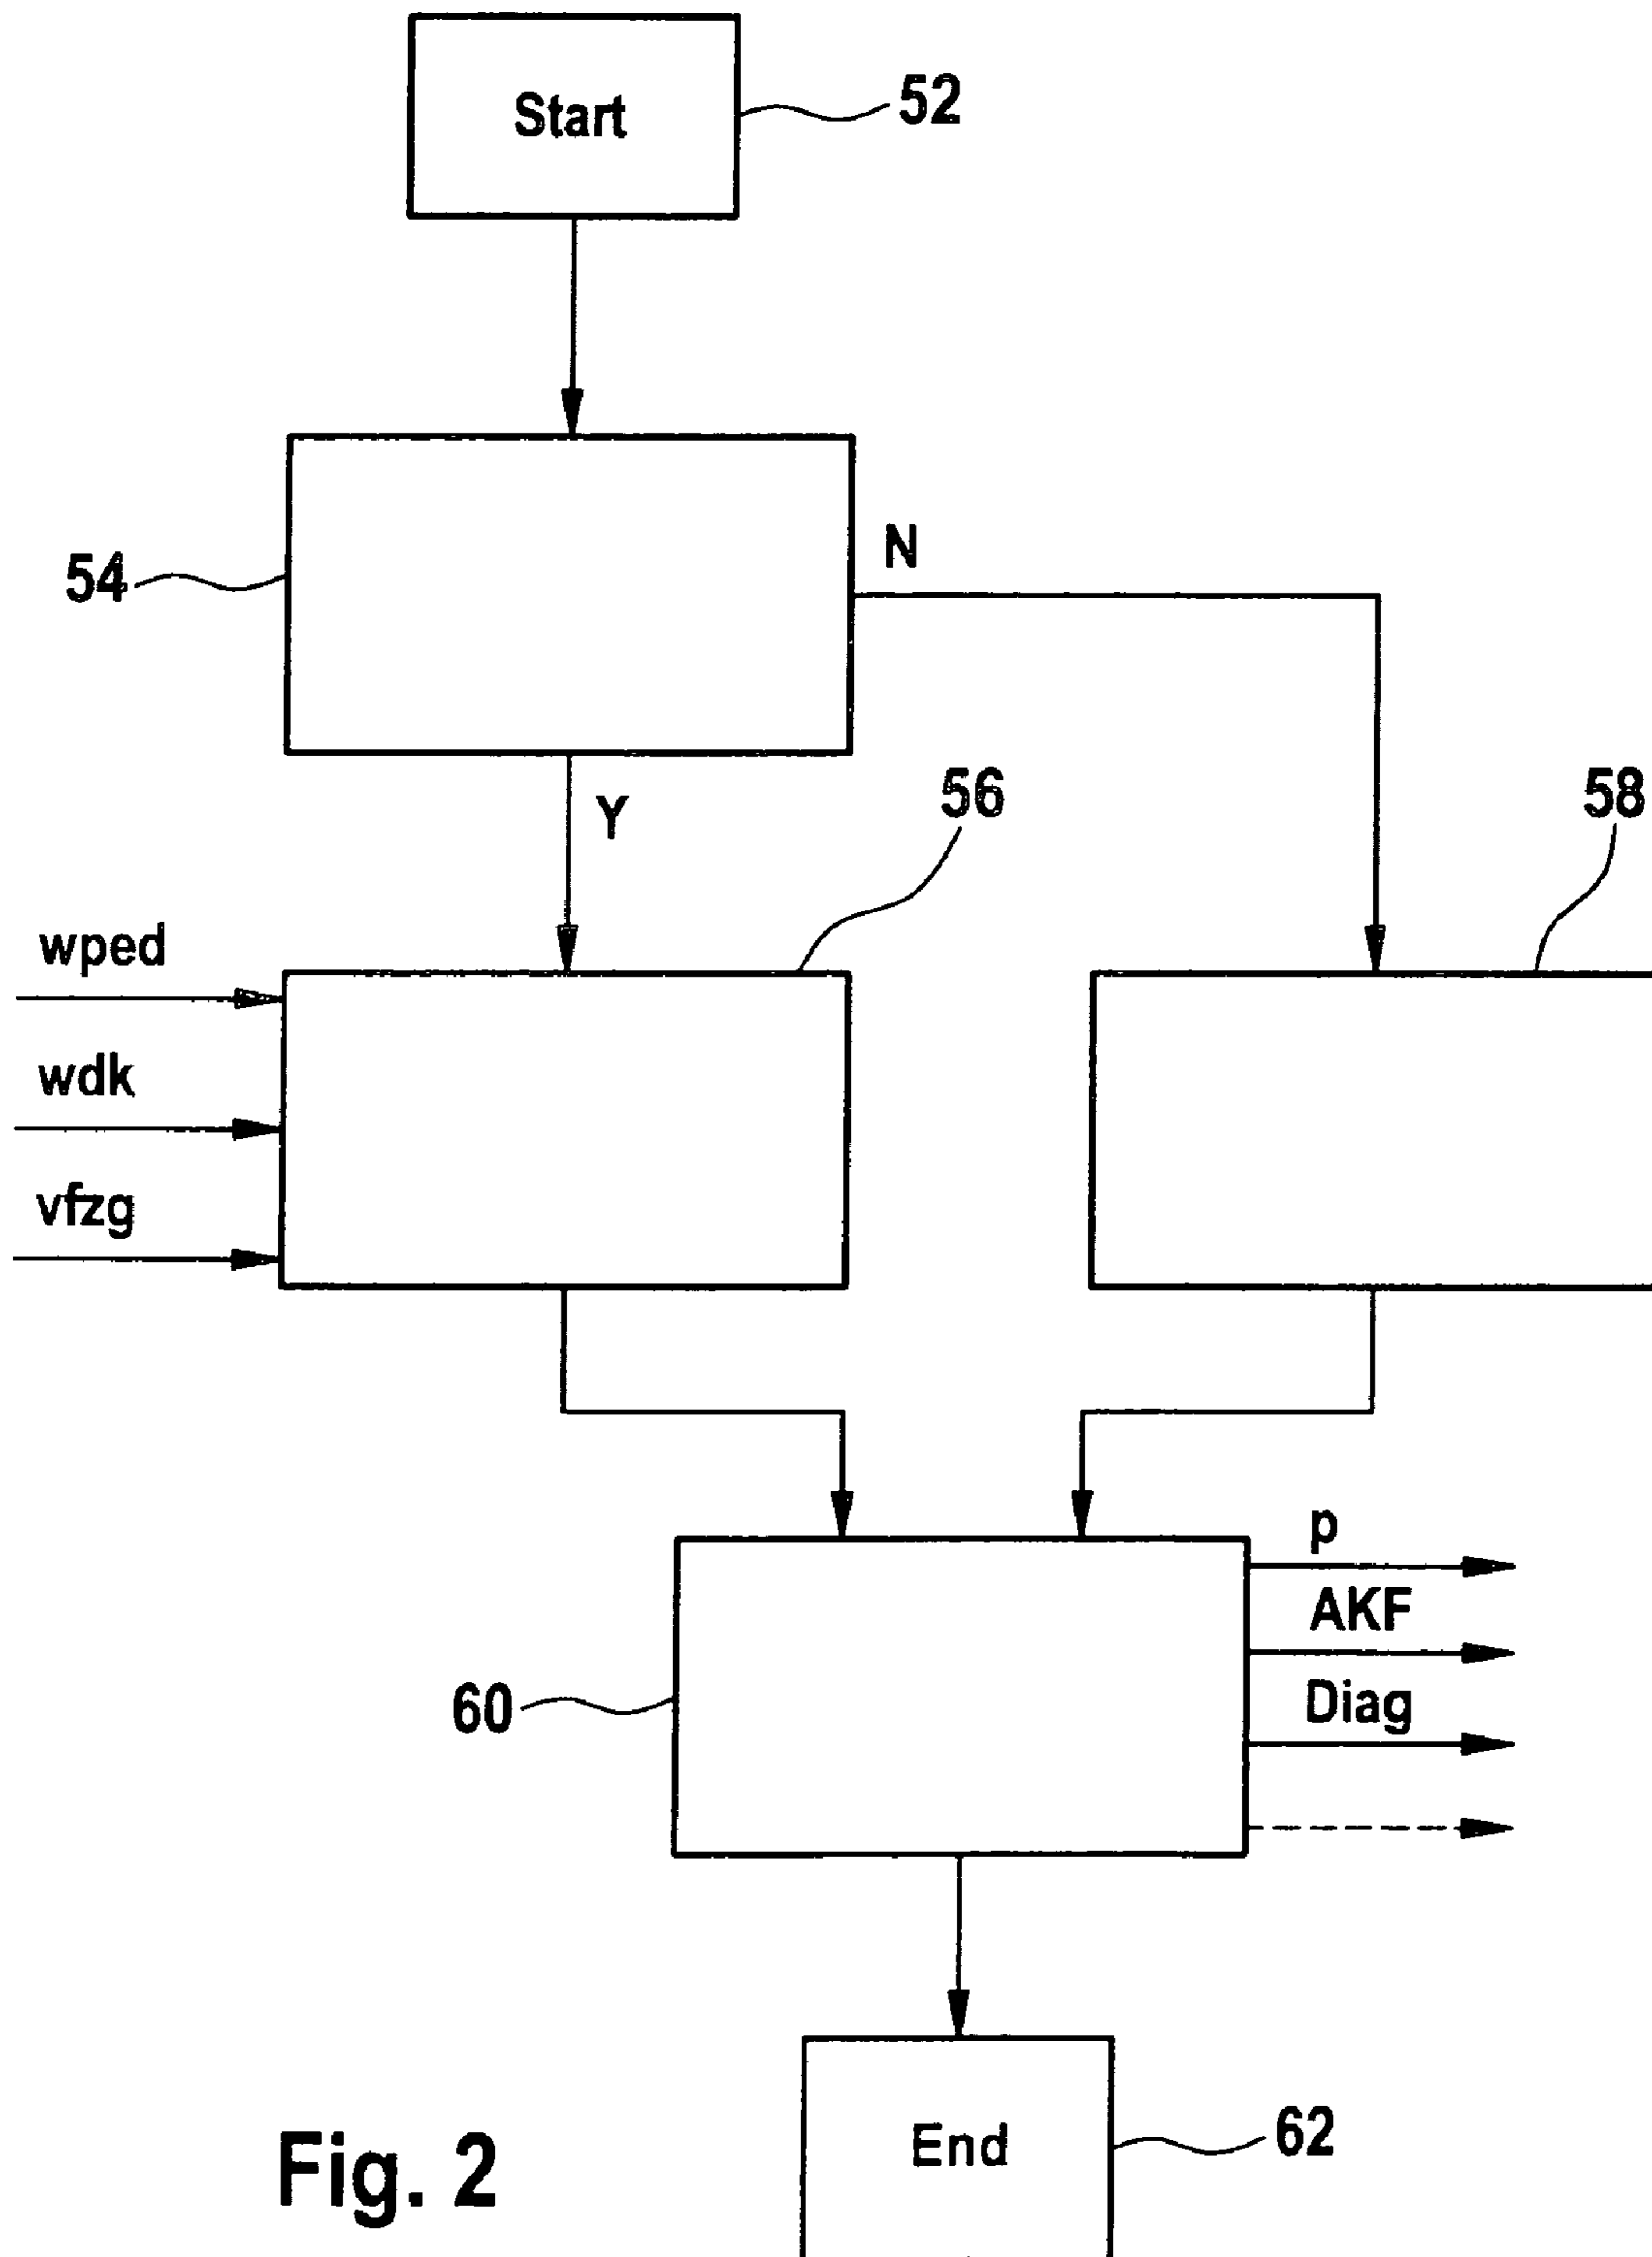 Start
52
54
N
Y
56
58
wped
wdk
vfzg
p
AKF
Diag
60
End
62
Fig. 2